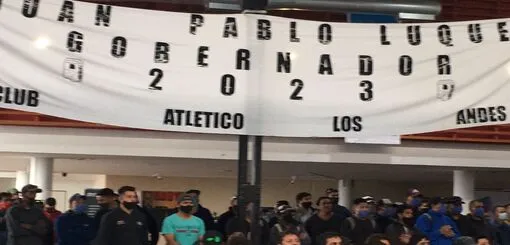 JUAN PABLO LUQUE
GOBERNADOR
2023
CLUB ATLETICO LOS ANDES